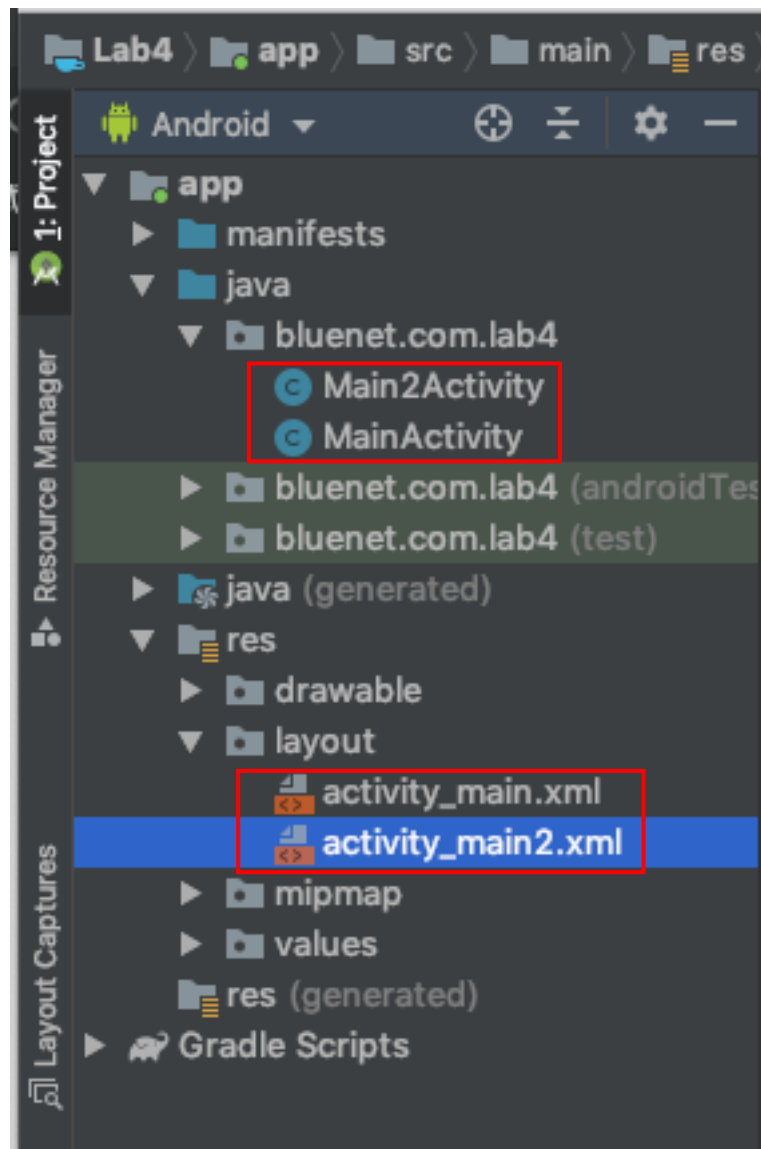 Lab4 app src main res
Android
1: Project
Resource Manager
Layout Captures
app
manifests
java
bluenet.com.lab4
Main2Activity
MainActivity
bluenet.com.lab4 (androidTes
bluenet.com.lab4 (test)
java (generated)
res
drawable
layout
activity_main.xml
activity_main2.xml
mipmap
values
res (generated)
Gradle Scripts